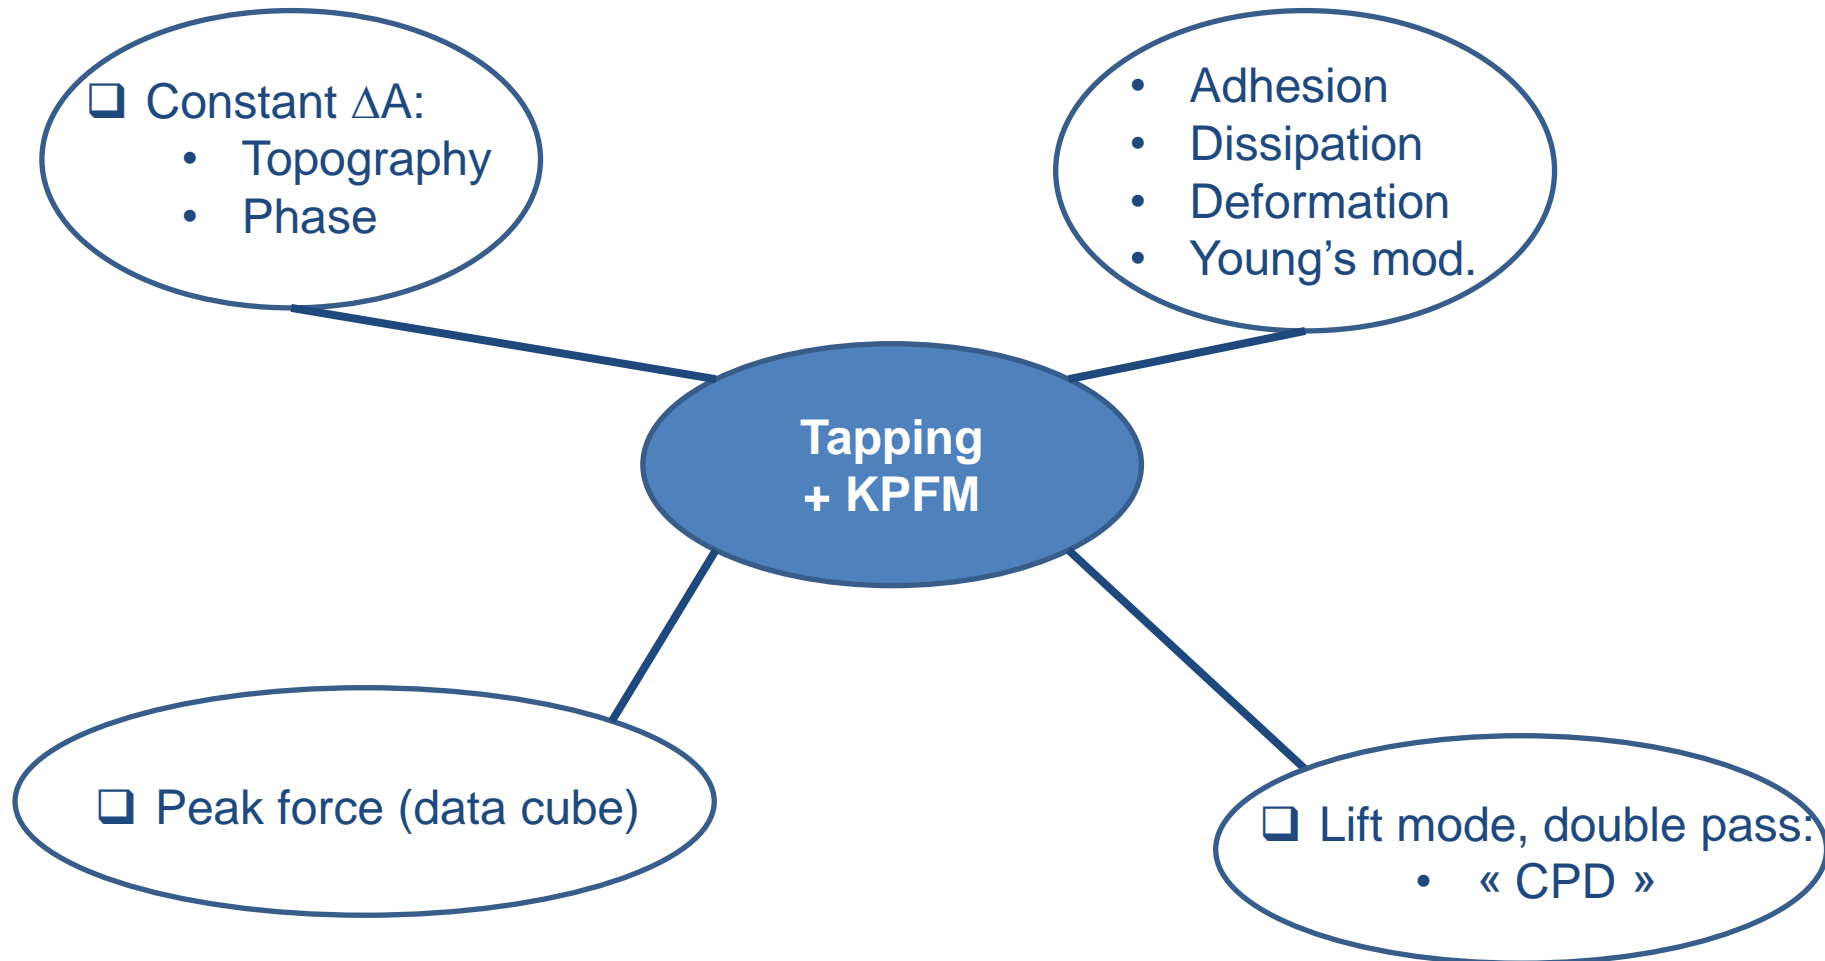 ❑ Constant ΔA:
• Topography
• Phase
• Adhesion
• Dissipation
• Deformation
• Young’s mod.
Tapping
+ KPFM
❑ Peak force (data cube)
❑ Lift mode, double pass:
• « CPD »